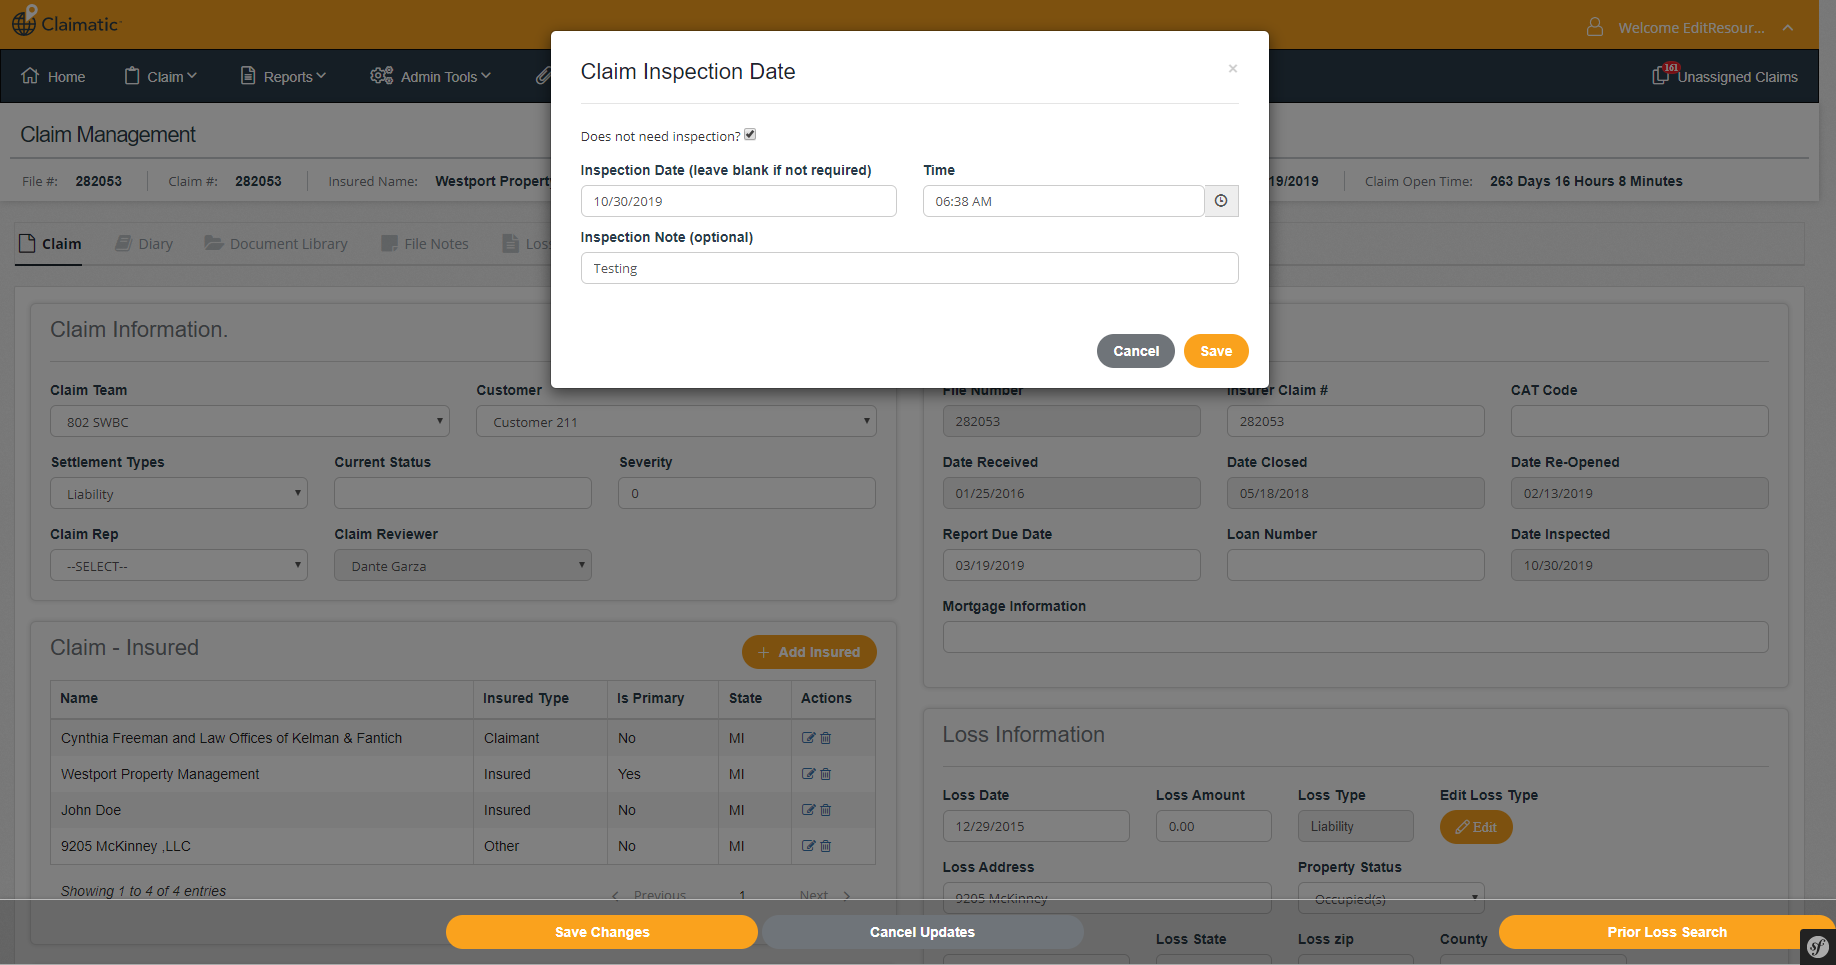 Claimatic
Welcome EditResour...
Home
Claim
Reports
Admin Tools
161
Unassigned Claims
Claim Management
File #: 282053
Claim #: 282053
Insured Name: Westport Property
19/2019
Claim Open Time: 263 Days 16 Hours 8 Minutes
Claim
Diary
Document Library
File Notes
Loss
Claim Inspection Date
×
Does not need inspection?
Inspection Date (leave blank if not required)
Time
10/30/2019
06:38 AM
Inspection Note (optional)
Testing
Cancel
Save
Claim Information.
Claim Team
Customer
802 SWBC
Customer 211
Settlement Types
Current Status
Severity
Liability
0
Claim Rep
Claim Reviewer
--SELECT--
Dante Garza
File Number
Insurer Claim #
CAT Code
282053
282053
Date Received
Date Closed
Date Re-Opened
01/25/2016
05/18/2018
02/13/2019
Report Due Date
Loan Number
Date Inspected
03/19/2019
10/30/2019
Mortgage Information
Claim - Insured
+ Add Insured
Name Insured Type Is Primary State Actions
Cynthia Freeman and Law Offices of Kelman & Fantich Claimant No MI
Westport Property Management Insured Yes MI
John Doe Insured No MI
9205 McKinney ,LLC Other No MI
Showing 1 to 4 of 4 entries
< Previous 1 Next >
Loss Information
Loss Date
Loss Amount
Loss Type
Edit Loss Type
12/29/2015
0.00
Liability
Edit
Loss Address
Property Status
9205 McKinney
Occupied(s)
Loss State
Loss zip
County
Save Changes
Cancel Updates
Prior Loss Search
sf